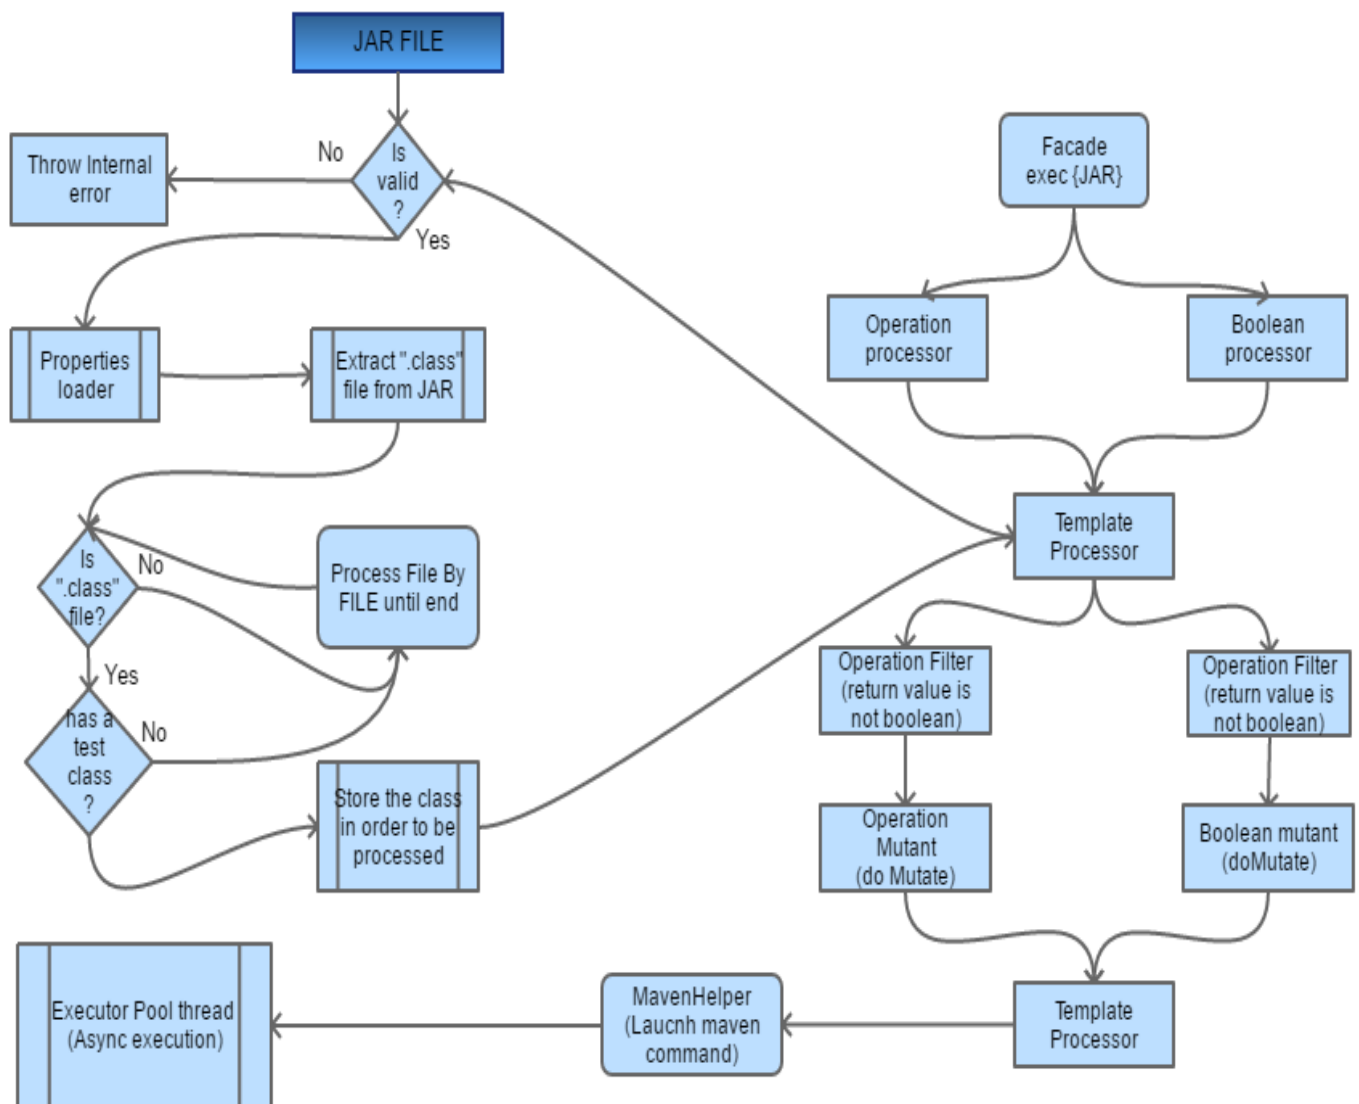 JAR FILE
Is
valid
?
No
Yes
Throw Internal
error
Facade
exec {JAR}
Operation
processor
Boolean
processor
Properties
loader
Extract ".class"
file from JAR
Template
Processor
Is
".class"
file?
No
Yes
Process File By
FILE until end
has a
test
class
?
No
Store the class
in order to be
processed
Operation Filter
(return value is
not boolean)
Operation Filter
(return value is
not boolean)
Operation
Mutant
(do Mutate)
Boolean mutant
(doMutate)
Template
Processor
MavenHelper
(Laucnh maven
command)
Executor Pool thread
(Async execution)